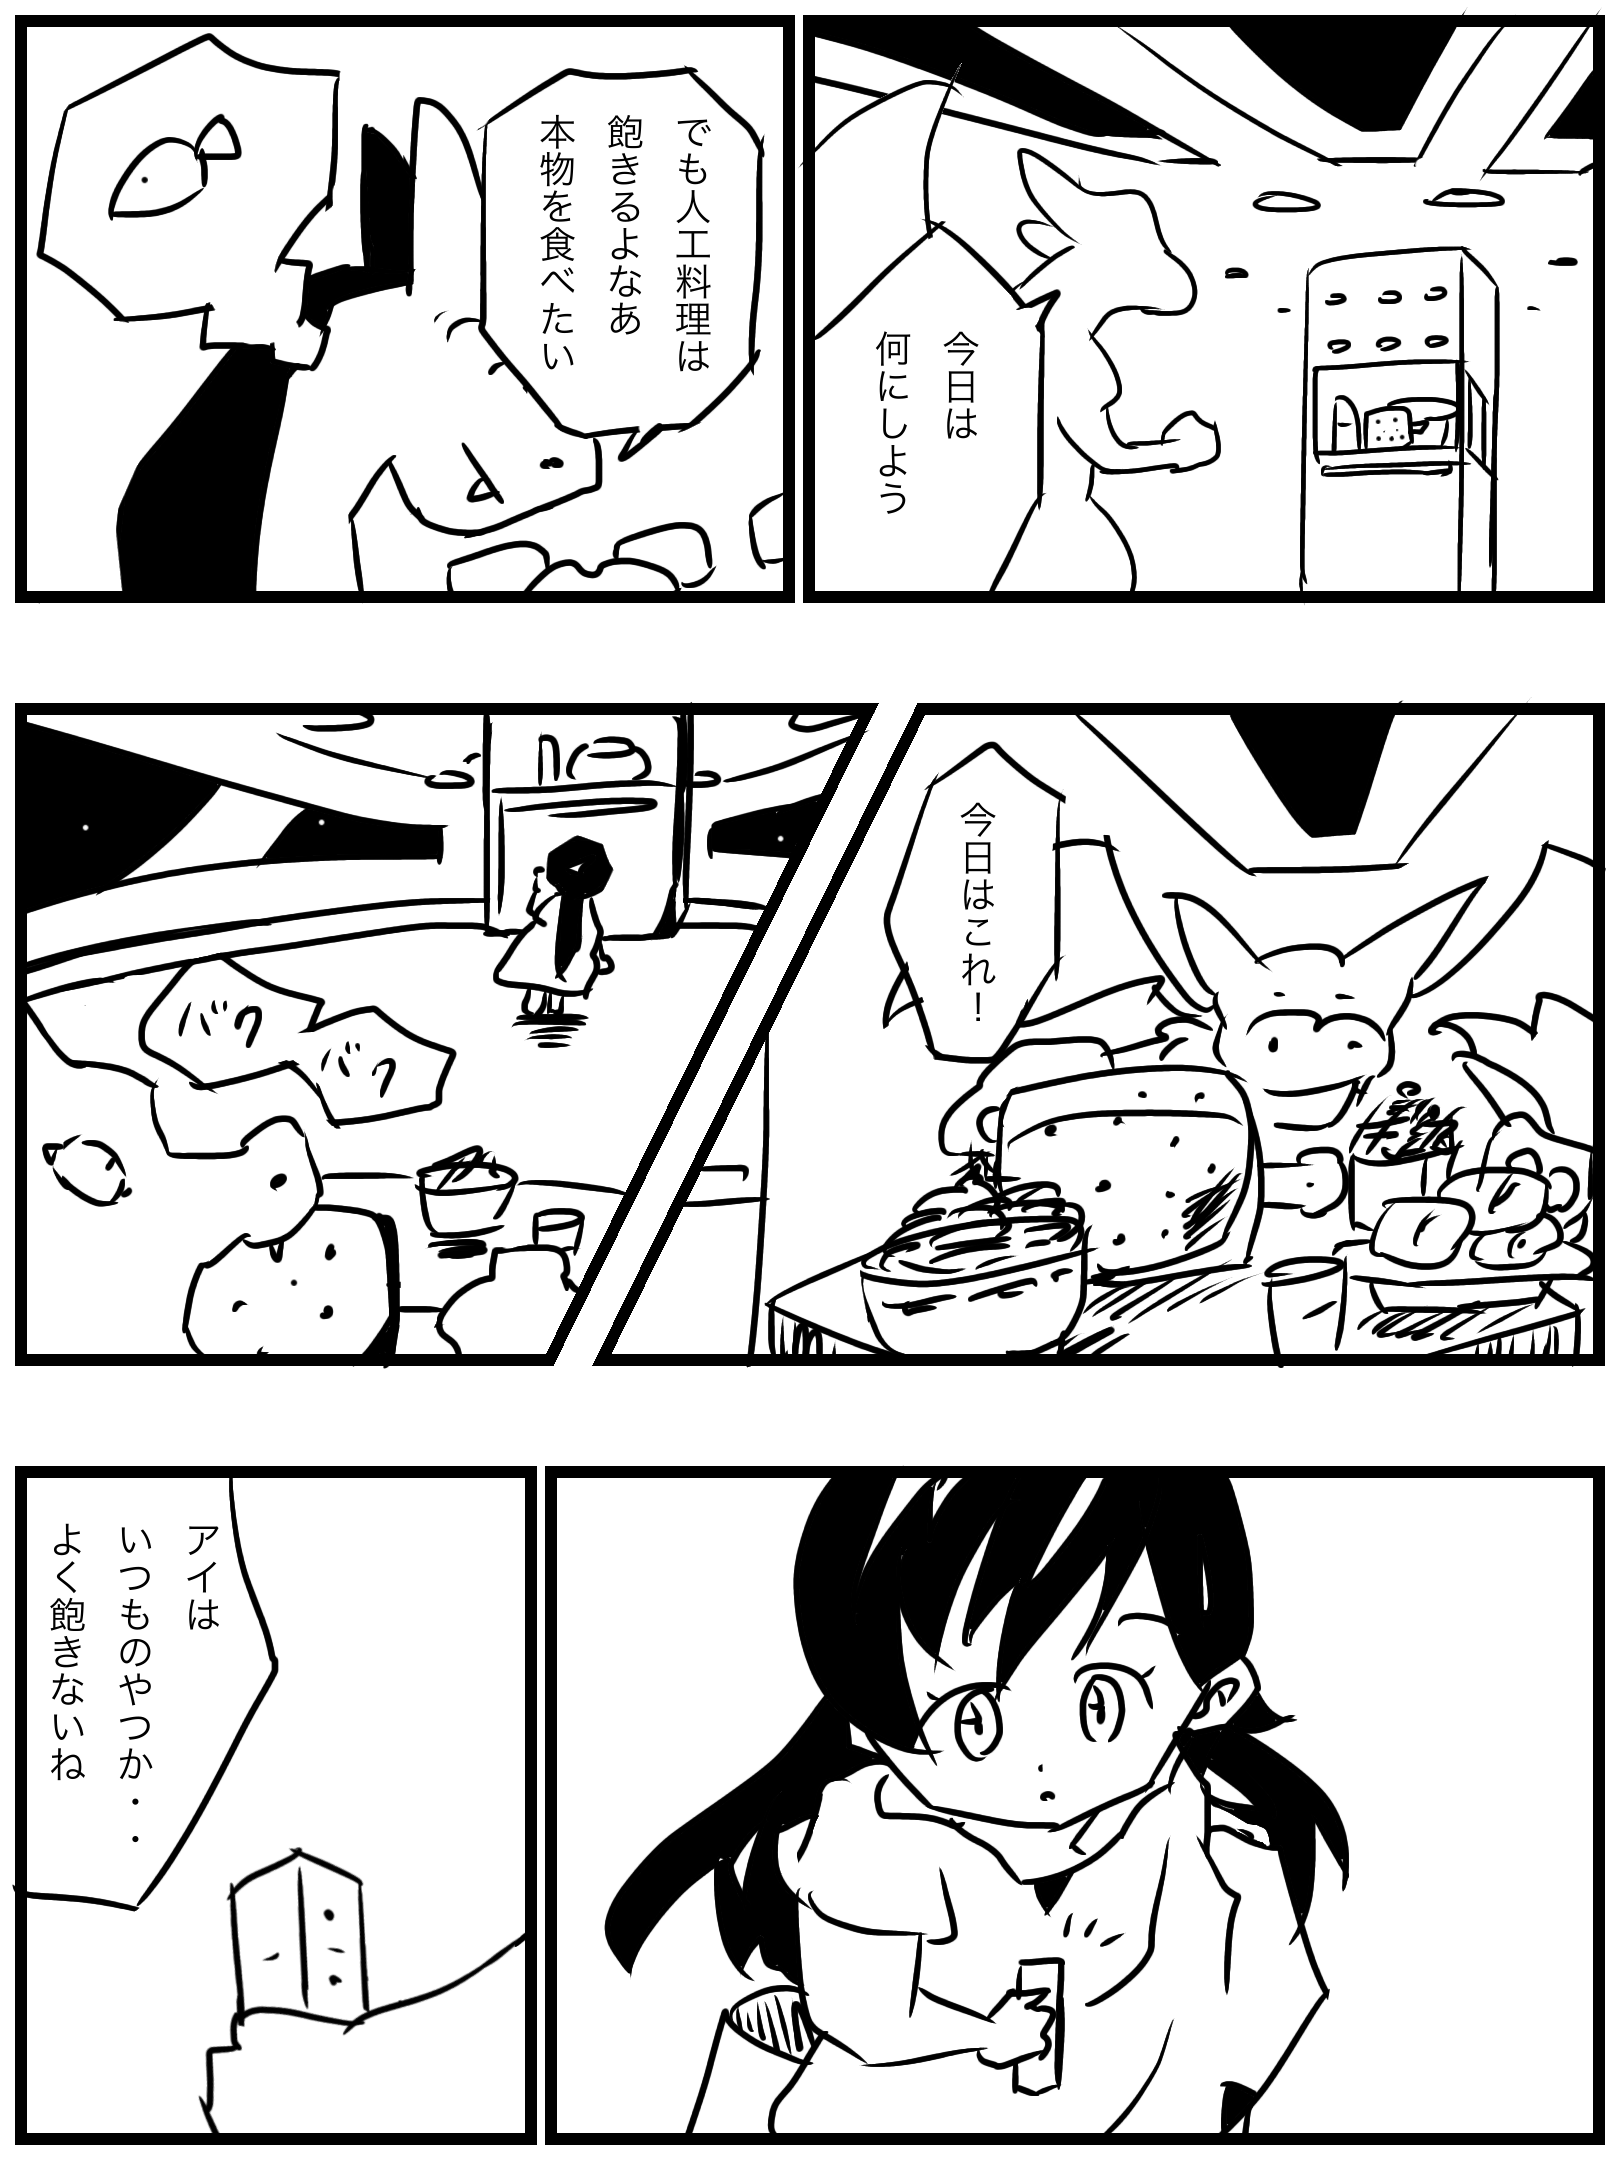 今日は
何にしよう
でも人工料理は
飽きるよなあ
本物を食べたい
今日はこれ！
バク
バク
アイは
いつものやつか・・
よく飽きないね